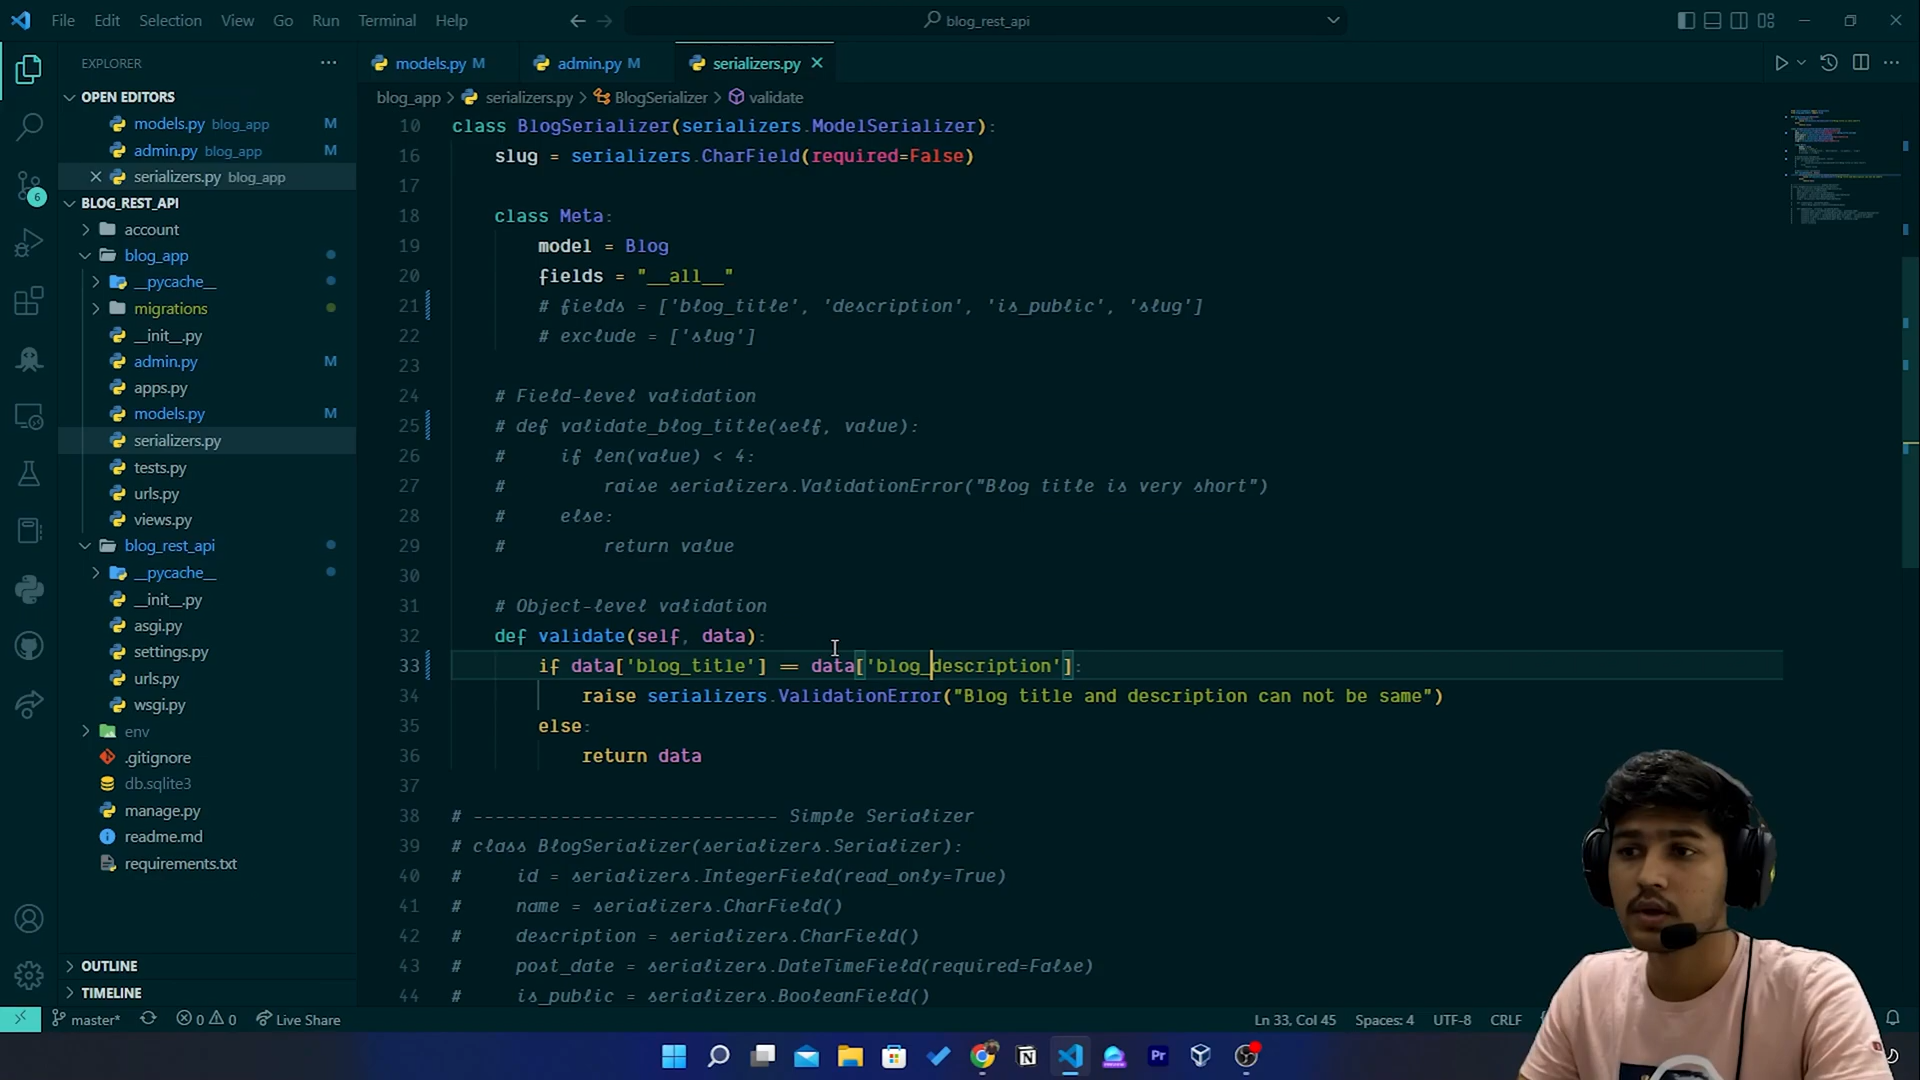 File Edit Selection View Go Run Terminal Help
blog_rest_api
EXPLORER
OPEN EDITORS
models.py blog_app M
admin.py blog_app M
serializers.py blog_app
BLOG_REST_API
account
blog_app
__pycache__
migrations
__init__.py
admin.py M
apps.py
models.py M
serializers.py
tests.py
urls.py
views.py
blog_rest_api
__pycache__
__init__.py
asgi.py
settings.py
urls.py
wsgi.py
env
.gitignore
db.sqlite3
manage.py
readme.md
requirements.txt
OUTLINE
TIMELINE
6
models.py M admin.py M serializers.py
blog_app > serializers.py > BlogSerializer > validate
10 class BlogSerializer(serializers.ModelSerializer):
16 slug = serializers.CharField(required=False)
17
18 class Meta:
19 model = Blog
20 fields = "__all__"
21 # fields = ['blog_title', 'description', 'is_public', 'slug']
22 # exclude = ['slug']
23
24 # Field-level validation
25 # def validate_blog_title(self, value):
26 # if len(value) < 4:
27 # raise serializers.ValidationError("Blog title is very short")
28 # else:
29 # return value
30
31 # Object-level validation
32 def validate(self, data):
33 if data['blog_title'] == data['blog_description']:
34 raise serializers.ValidationError("Blog title and description can not be same")
35 else:
36 return data
37
38 # ---------------------------- Simple Serializer
39 # class BlogSerializer(serializers.Serializer):
40 # id = serializers.IntegerField(read_only=True)
41 # name = serializers.CharField()
42 # description = serializers.CharField()
43 # post_date = serializers.DateTimeField(required=False)
44 # is_public = serializers.BooleanField()
master* 0 0 Live Share Ln 33, Col 45 Spaces: 4 UTF-8 CRLF
Pr